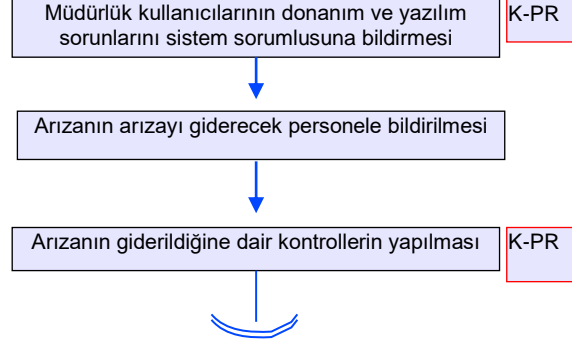 Müdürlük kullanıcılarının donanım ve yazılım
sorunlarını sistem sorumlusuna bildirmesi
K-PR
Arızanın arızayı giderecek personele bildirilmesi
Arızanın giderildiğine dair kontrollerin yapılması
K-PR